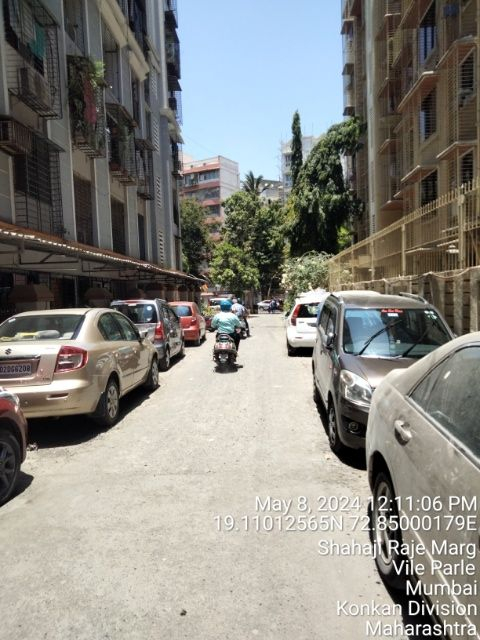 02DG6208
May 8, 2024 12:11:06 PM
19.11012565N 72.85000179E
Shahaji Raje Marg
Vile Parle
Mumbai
Konkan Division
Maharashtra